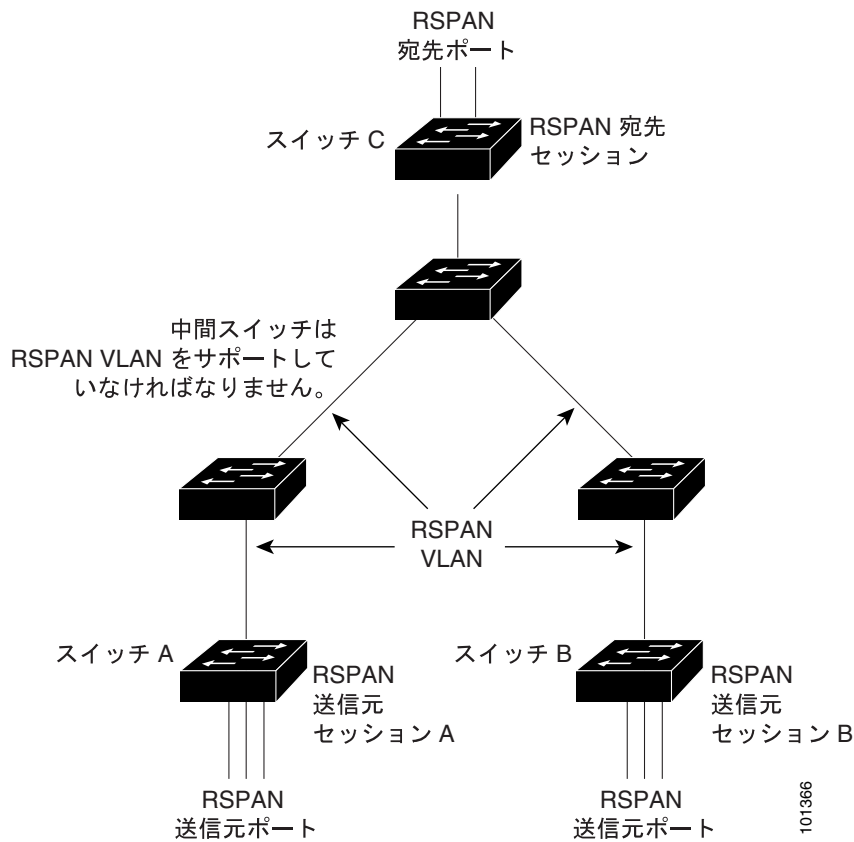 RSPAN
宛先ポート
スイッチ C
RSPAN 宛先
セッション
中間スイッチは
RSPAN VLAN をサポートして
いなければなりません。
RSPAN
VLAN
スイッチ A
RSPAN
送信元
セッション A
スイッチ B
RSPAN
送信元
セッション B
RSPAN
送信元ポート
RSPAN
送信元ポート
101366